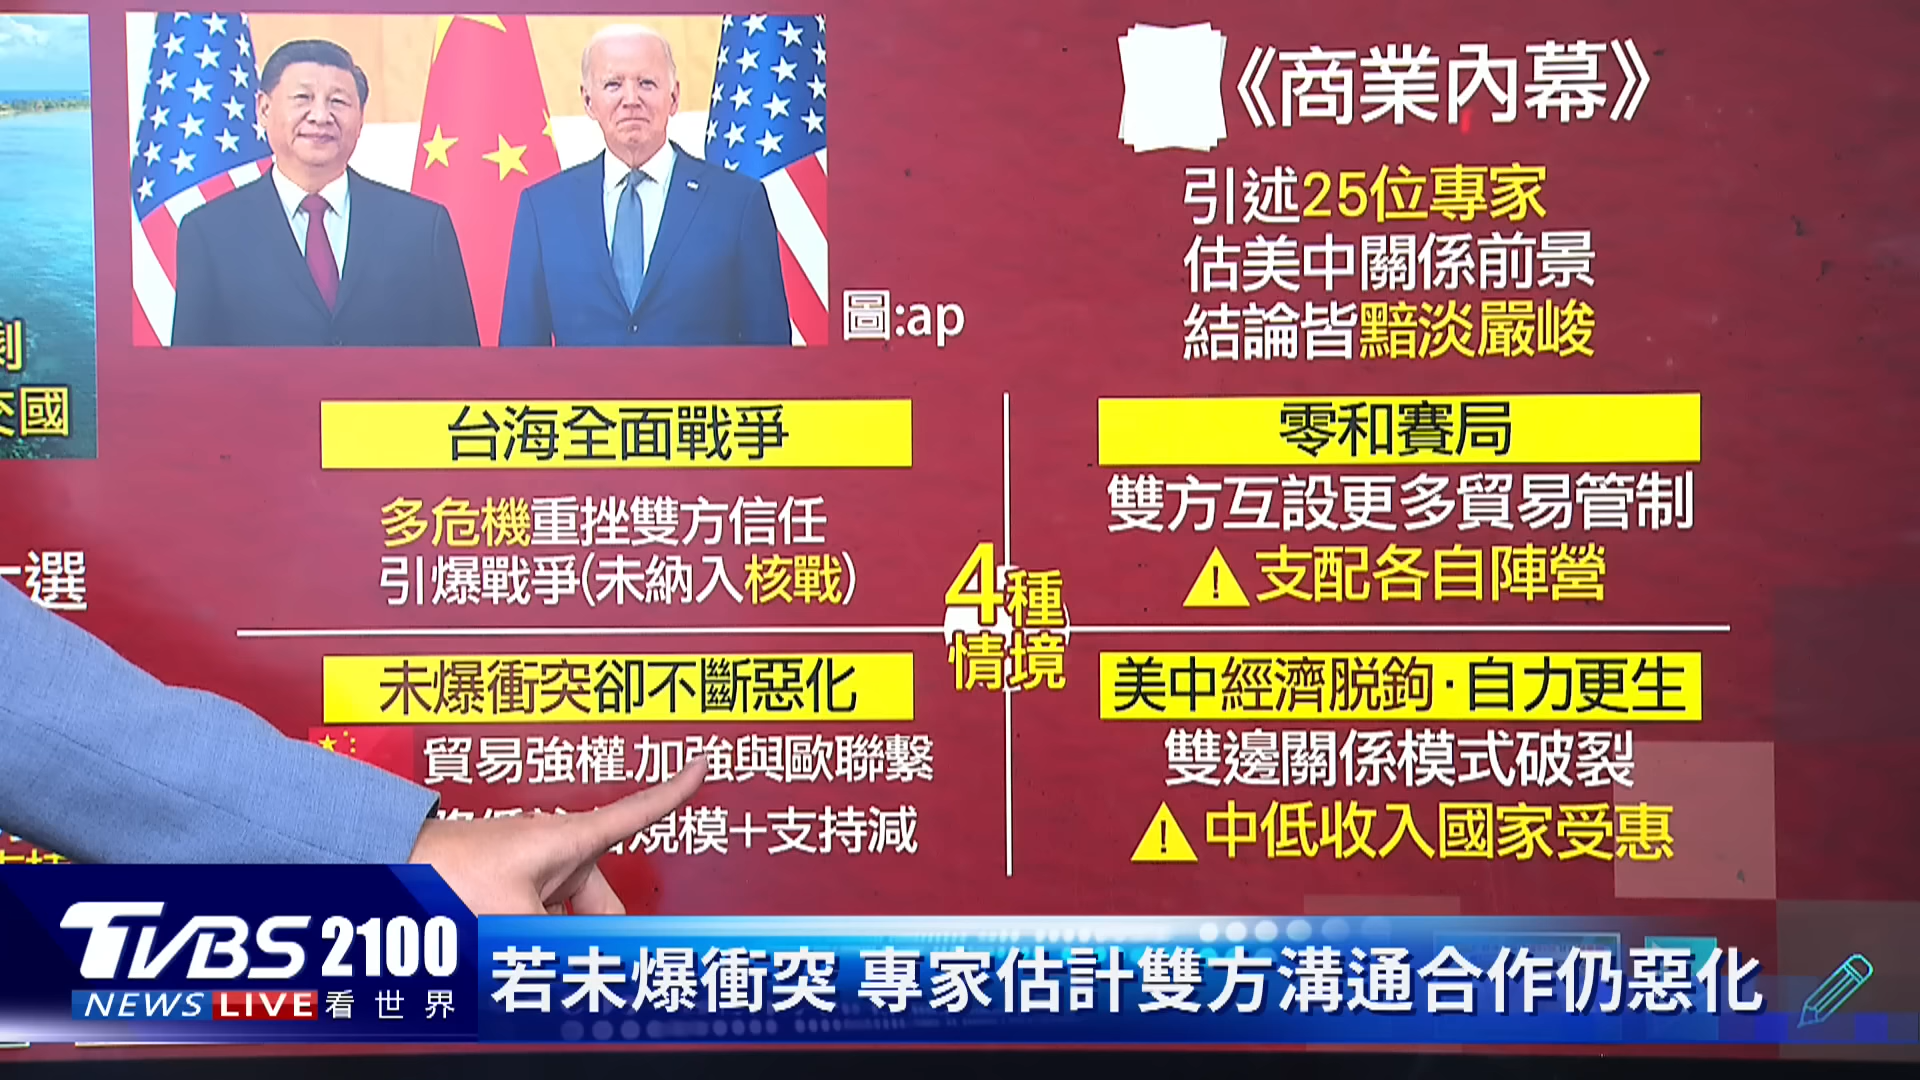 《商業內幕》
引述25位專家
估美中關係前景
結論皆黯淡嚴峻
圖:ap
剩
交國
選
台海全面戰爭
多危機重挫雙方信任
引爆戰爭(未納入核戰)
零和賽局
雙方互設更多貿易管制
支配各自陣營
4種
情境
未爆衝突卻不斷惡化
貿易強權.加強與歐聯繫
規模+支持減
美中經濟脫鉤·自力更生
雙邊關係模式破裂
中低收入國家受惠
TVBS 2100
NEWS LIVE 看世界
若未爆衝突 專家估計雙方溝通合作仍惡化